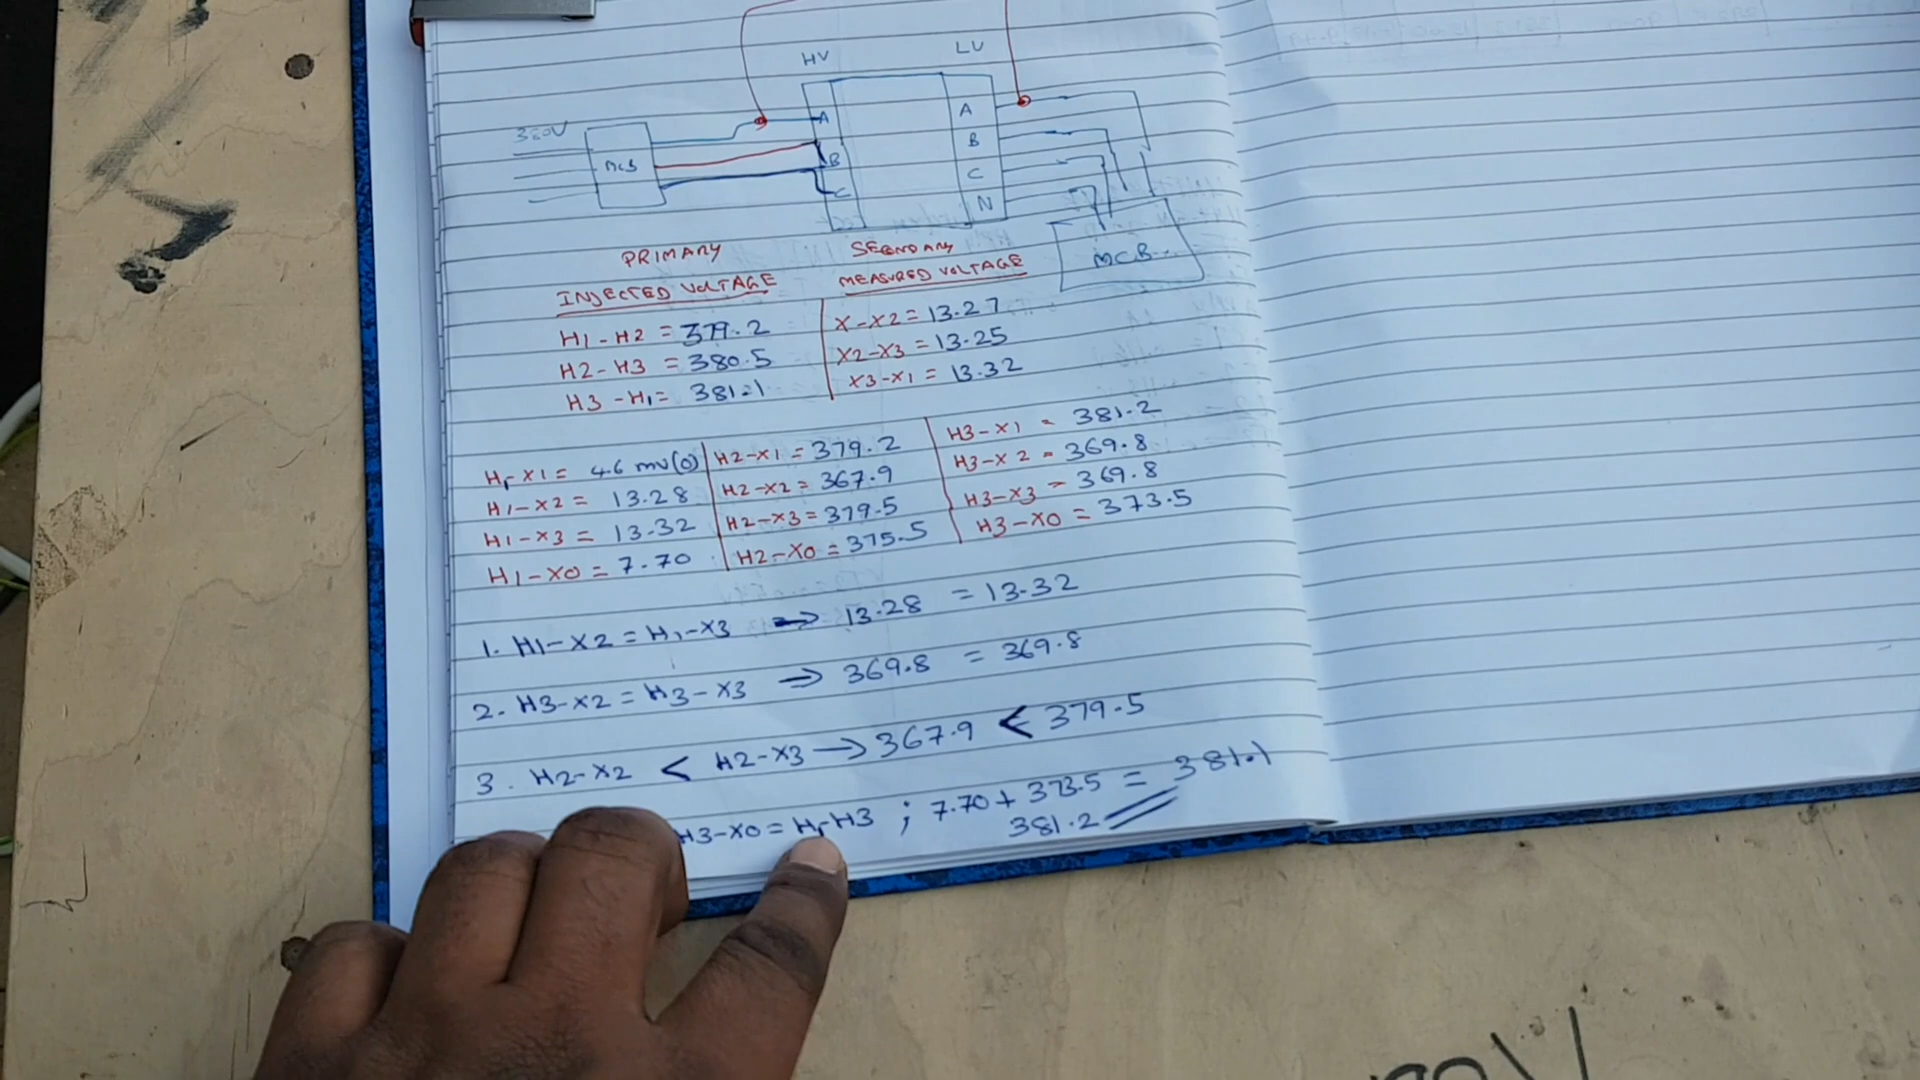 HV LV
380V
MCB
A
B
C
A
B
C
N
MCB
PRIMARY
INJECTED VOLTAGE
H1-H2 = 379.2
H2-H3 = 380.5
H3-H1= 381.1
SECONDARY
MEASURED VOLTAGE
X-X2=13.27
X2-X3=13.25
X3-X1= 13.32
H1-X1= 4.6 mv(0)
H1-X2= 13.28
H1-X3= 13.32
H1-X0= 7.70
H2-X1=379.2
H2-X2= 367.9
H2-X3=379.5
H2-X0=375.5
H3-X1 = 381.2
H3-X2 = 369.8
H3-X3 = 369.8
H3-X0 = 373.5
1. H1-X2 = H1-X3 → 13.28 = 13.32
2. H3-X2 = H3-X3 → 369.8 = 369.8
3. H2-X2 < H2-X3 → 367.9 < 379.5
H3-X0= H1-H3 ; 7.70+373.5 = 381.1
381.2